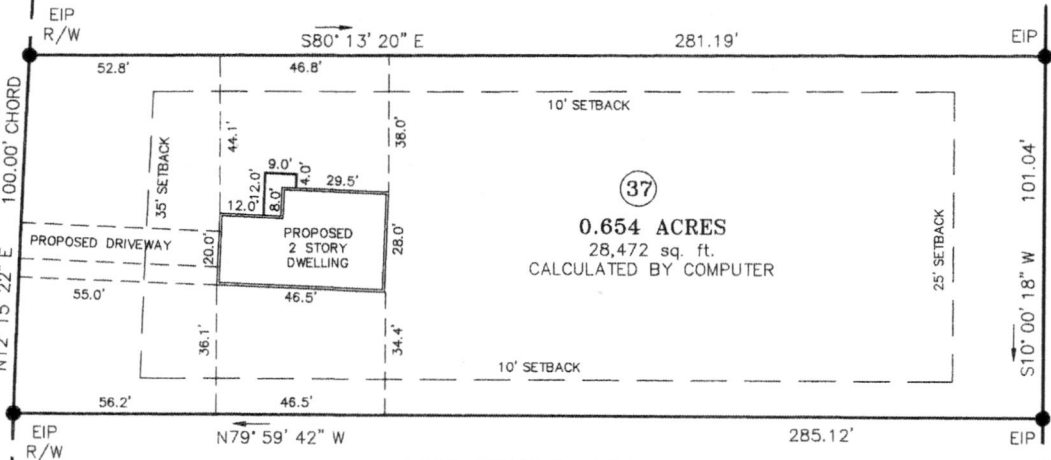 EIP
R/W
S80° 13' 20" E
281.19'
EIP
52.8'
46.8'
10' SETBACK
100.00' CHORD
N12° 15' 22" E
35' SETBACK
44.1'
38.0'
9.0'
4.0'
12.0'
8.0'
29.5'
12.0'
37
101.04'
0.654 ACRES
28,472 sq. ft.
CALCULATED BY COMPUTER
PROPOSED
2 STORY
DWELLING
PROPOSED DRIVEWAY
20.0'
28.0'
25' SETBACK
S10° 00' 18" W
55.0'
46.5'
36.1'
34.4'
10' SETBACK
56.2'
46.5'
EIP
R/W
N79° 59' 42" W
285.12'
EIP